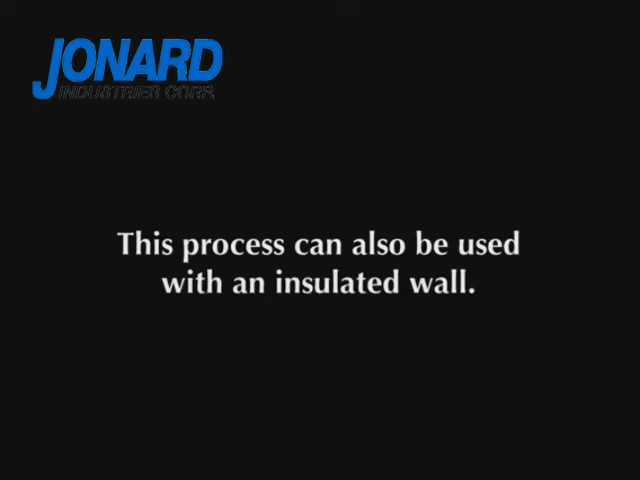 JONARD
INDUSTRIES CORP.
This process can also be used
with an insulated wall.